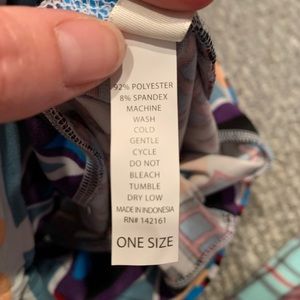 92% POLYESTER
8% SPANDEX
MACHINE
WASH
COLD
GENTLE
CYCLE
DO NOT
BLEACH
TUMBLE
DRY LOW
MADE IN INDONESIA
RN# 142161
ONE SIZE